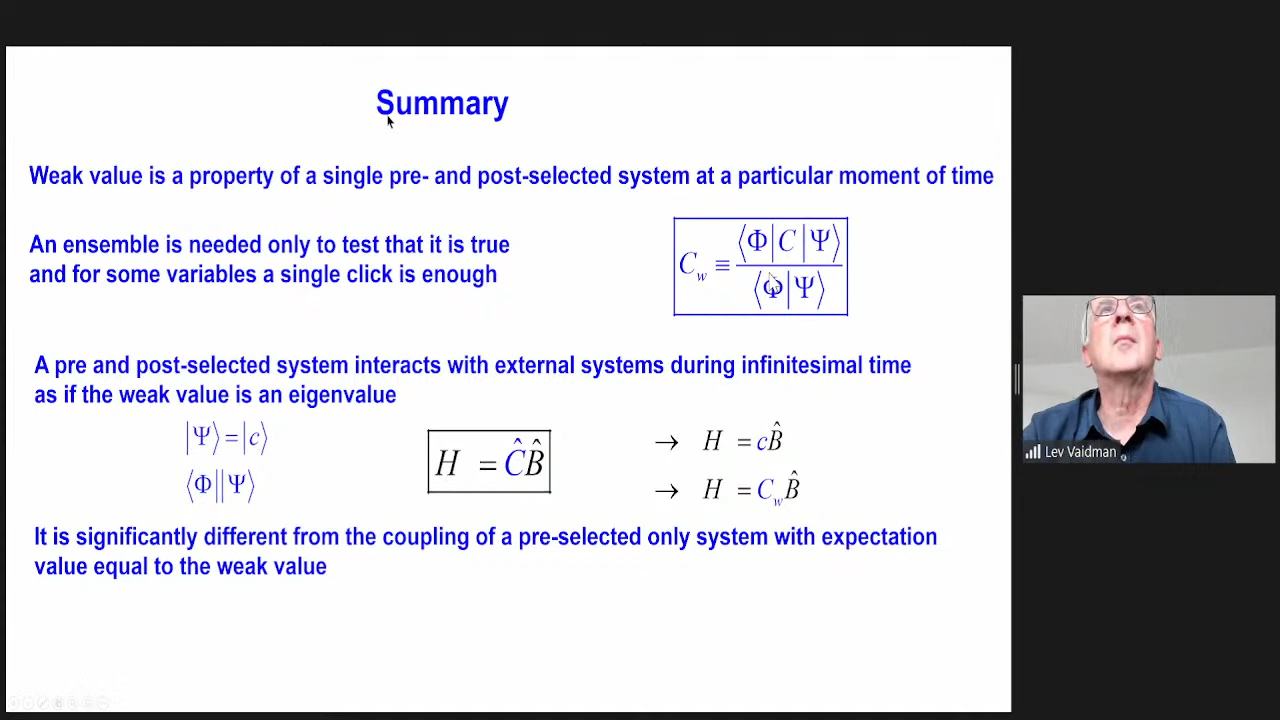 Summary
Weak value is a property of a single pre- and post-selected system at a particular moment of time
An ensemble is needed only to test that it is true
and for some variables a single click is enough
C_w ≡ ⟨Φ|C|Ψ⟩ / ⟨Φ|Ψ⟩
A pre and post-selected system interacts with external systems during infinitesimal time
as if the weak value is an eigenvalue
|Ψ⟩=|c⟩
⟨Φ||Ψ⟩
H = ĈB̂
→ H = cB̂
→ H = C_wB̂
It is significantly different from the coupling of a pre-selected only system with expectation
value equal to the weak value
Lev Vaidman